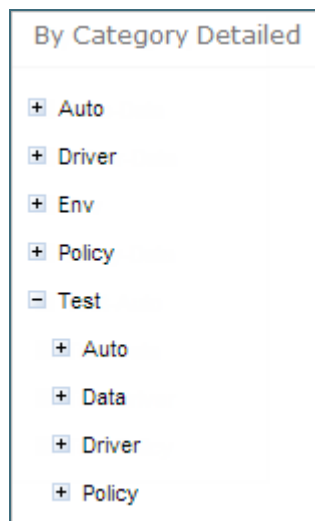 By Category Detailed
Auto
Driver
Env
Policy
Test
Auto
Data
Driver
Policy